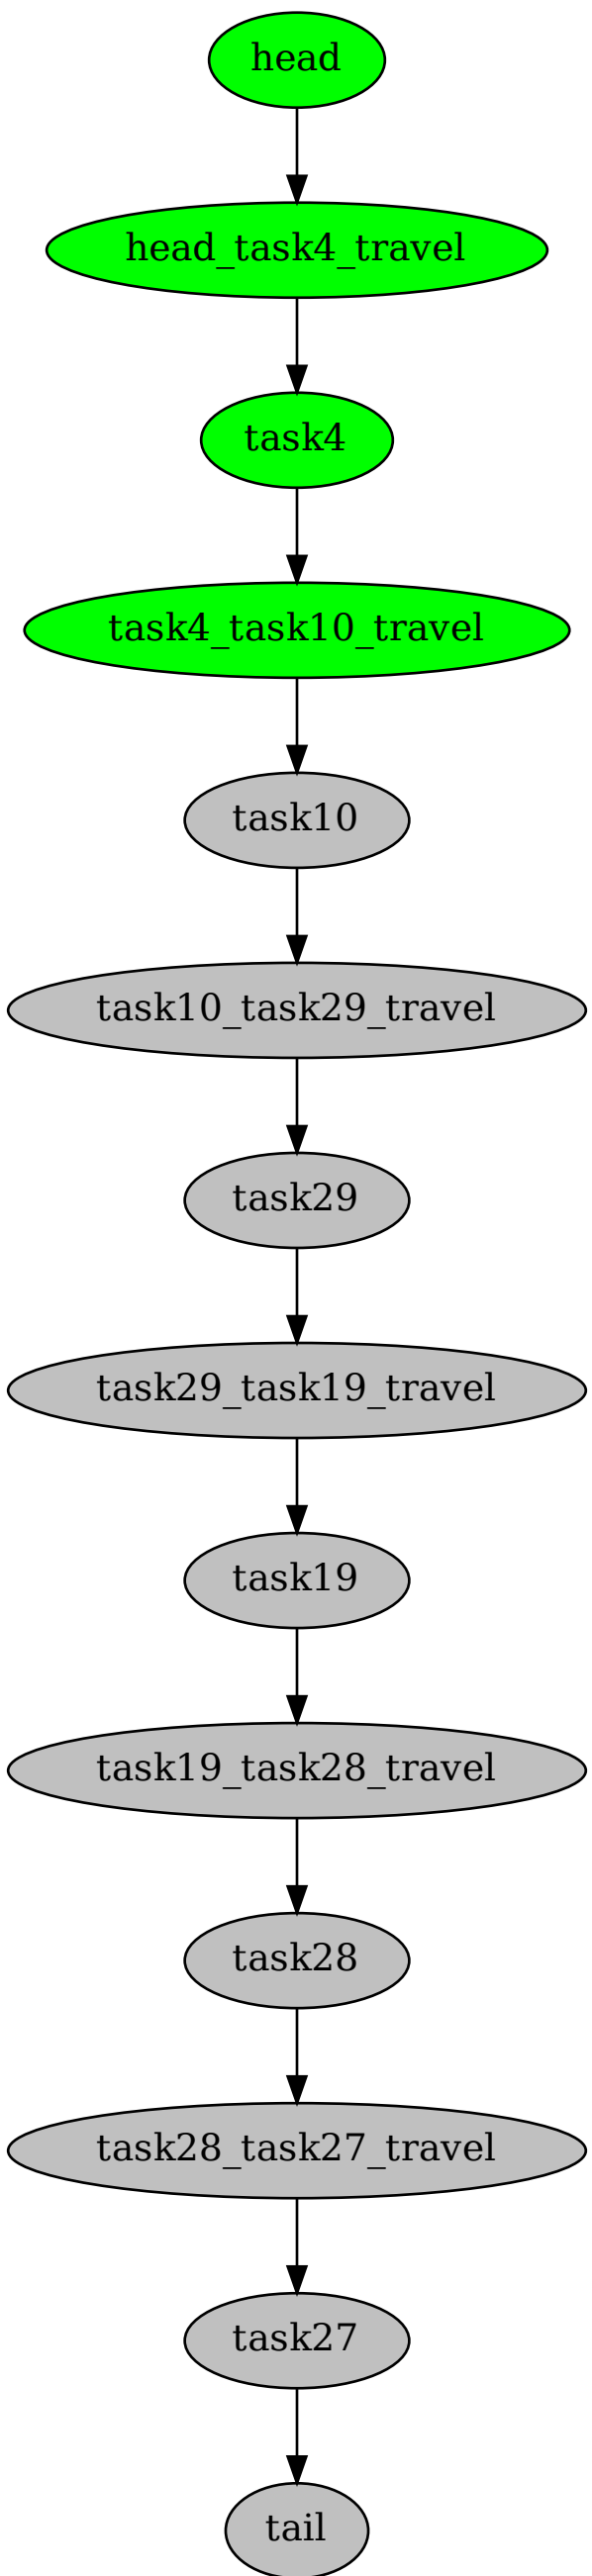 head
head_task4_travel
task4
task4_task10_travel
task10
task10_task29_travel
task29
task29_task19_travel
task19
task19_task28_travel
task28
task28_task27_travel
task27
tail